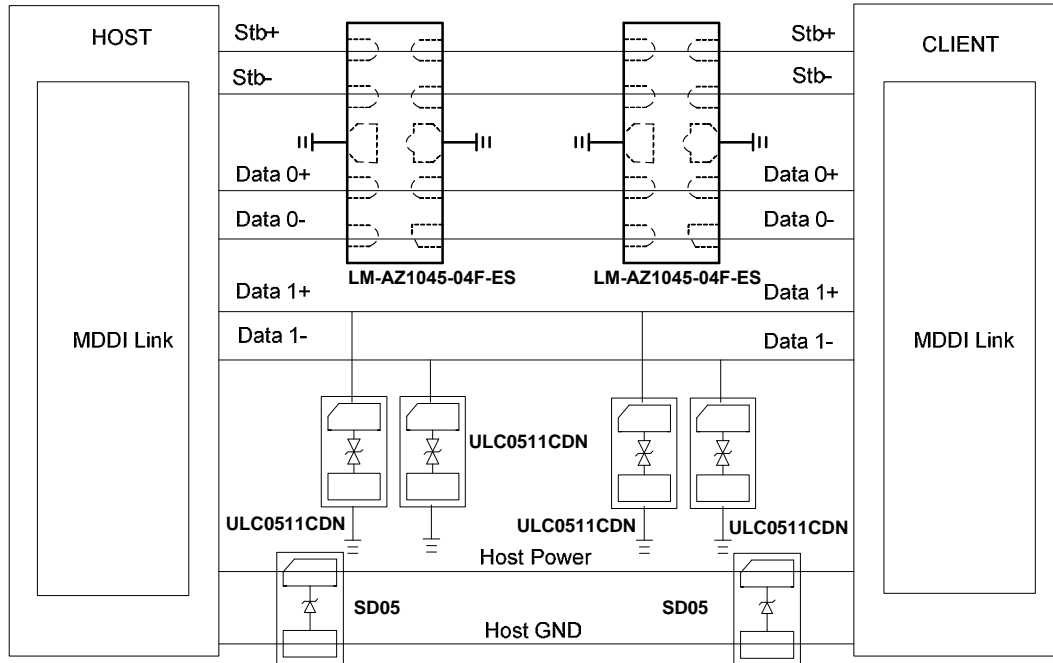 HOST
CLIENT
Stb+
Stb+
Stb-
Stb-
Data 0+
Data 0+
Data 0-
Data 0-
LM-AZ1045-04F-ES
LM-AZ1045-04F-ES
Data 1+
Data 1+
Data 1-
Data 1-
MDDI Link
MDDI Link
ULC0511CDN
ULC0511CDN
ULC0511CDN
ULC0511CDN
Host Power
SD05
SD05
Host GND